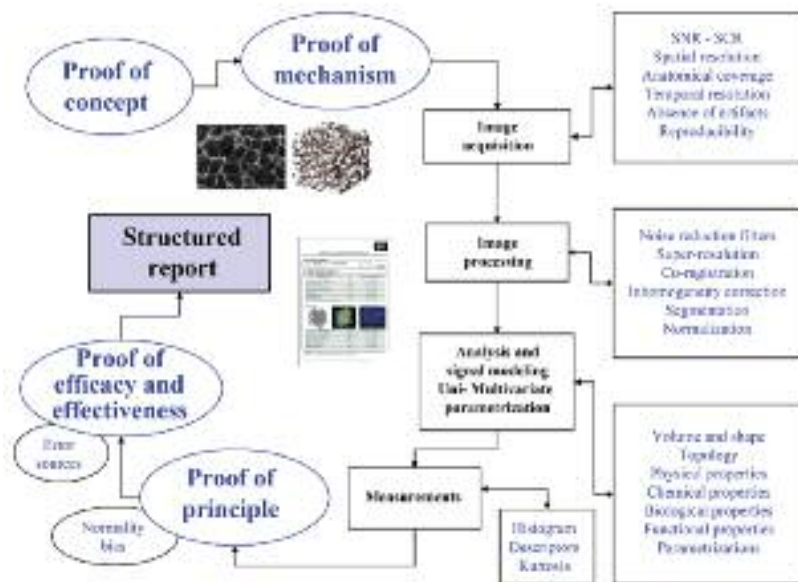 Proof of
concept
Proof of
mechanism
Image
acquisition
SNR - SCR
Spatial resolution
Anatomical coverage
Temporal resolution
Absence of artifacts
Reproducibility
Structured
report
Image
processing
Noise reduction filters
Super-resolution
Co-registration
Inhomogeneity correction
Segmentation
Normalization
Analysis and
signal modeling
Uni- Multivariate
parametrization
Proof of
efficacy and
effectiveness
Error
sources
Volume and shape
Topology
Physical properties
Chemical properties
Biological properties
Functional properties
Parametrizations
Proof of
principle
Normality
bias
Measurements
Histogram
Descriptors
Kurtosis